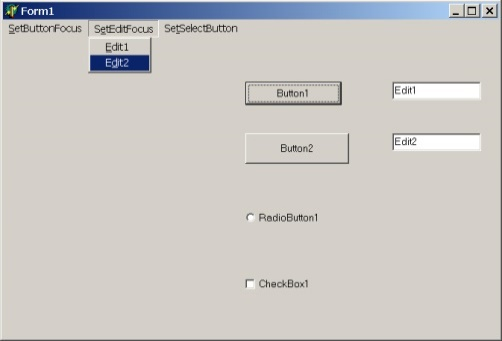 Form1
SetButtonFocus SetEditFocus SetSelectButton
Edit1
Edit2
Button1 Edit1
Button2 Edit2
RadioButton1
CheckBox1